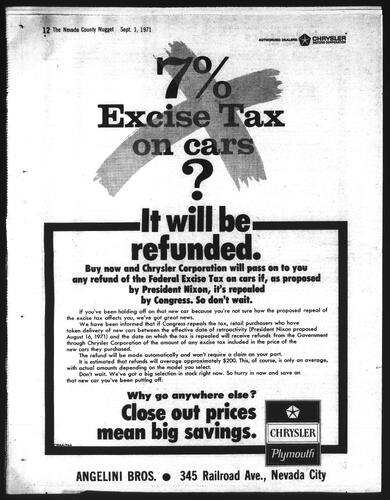 12 The Nevada County Nugget Sept. 1, 1971
AUTHORIZED DEALERS CHRYSLER
MOTORS CORPORATION
7%
Excise Tax
on cars
?
It will be
refunded.
Buy now and Chrysler Corporation will pass on to you
any refund of the Federal Excise Tax on cars if, as proposed
by President Nixon, it's repealed
by Congress. So don't wait.
If you've been holding off on that new car because you're not sure how the proposed repeal of
the excise tax affects you, we've got great news.
We have been informed that if Congress repeals the tax, retail purchasers who have
taken delivery of new cars between the effective date of retroactivity (President Nixon proposed
August 16, 1971) and the date on which the tax is repealed will receive refunds from the Government
through Chrysler Corporation of the amount of any excise tax included in the price of the
new cars they purchased.
The refund will be made automatically and won't require a claim on your part.
It is estimated that refunds will average approximately $200. This, of course, is only an average,
with actual amounts depending on the model you select.
Don't wait. We've got a big selection in stock right now. So hurry in now and save on
that new car you've been putting off.
Why go anywhere else?
Close out prices
mean big savings.
CHRYSLER
Plymouth
ANGELINI BROS. ● 345 Railroad Ave., Nevada City